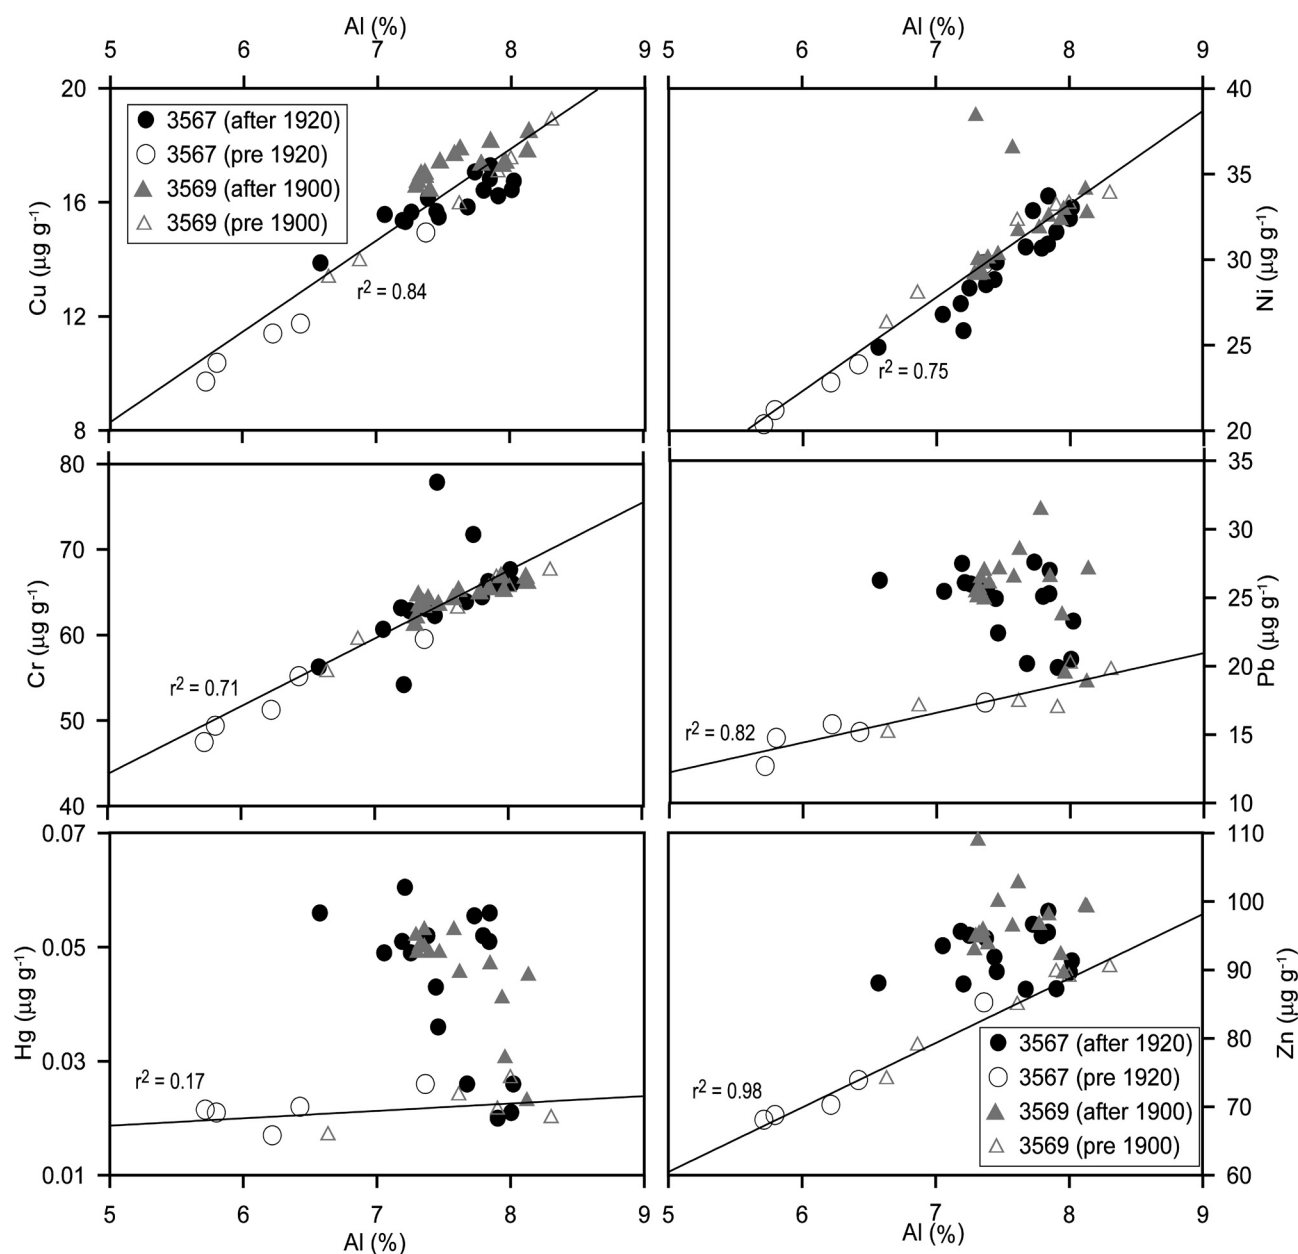 Al (%)
5 6 7 8 9
Al (%)
5 6 7 8 9
Cu (µg g⁻¹)
20
16
12
8
3567 (after 1920)
3567 (pre 1920)
3569 (after 1900)
3569 (pre 1900)
r² = 0.84
Ni (µg g⁻¹)
40
35
30
25
20
r² = 0.75
Cr (µg g⁻¹)
80
70
60
50
40
r² = 0.71
Pb (µg g⁻¹)
35
30
25
20
15
10
r² = 0.82
Hg (µg g⁻¹)
0.07
0.05
0.03
0.01
r² = 0.17
5 6 7 8 9
Al (%)
Zn (µg g⁻¹)
110
100
90
80
70
60
r² = 0.98
3567 (after 1920)
3567 (pre 1920)
3569 (after 1900)
3569 (pre 1900)
5 6 7 8 9
Al (%)